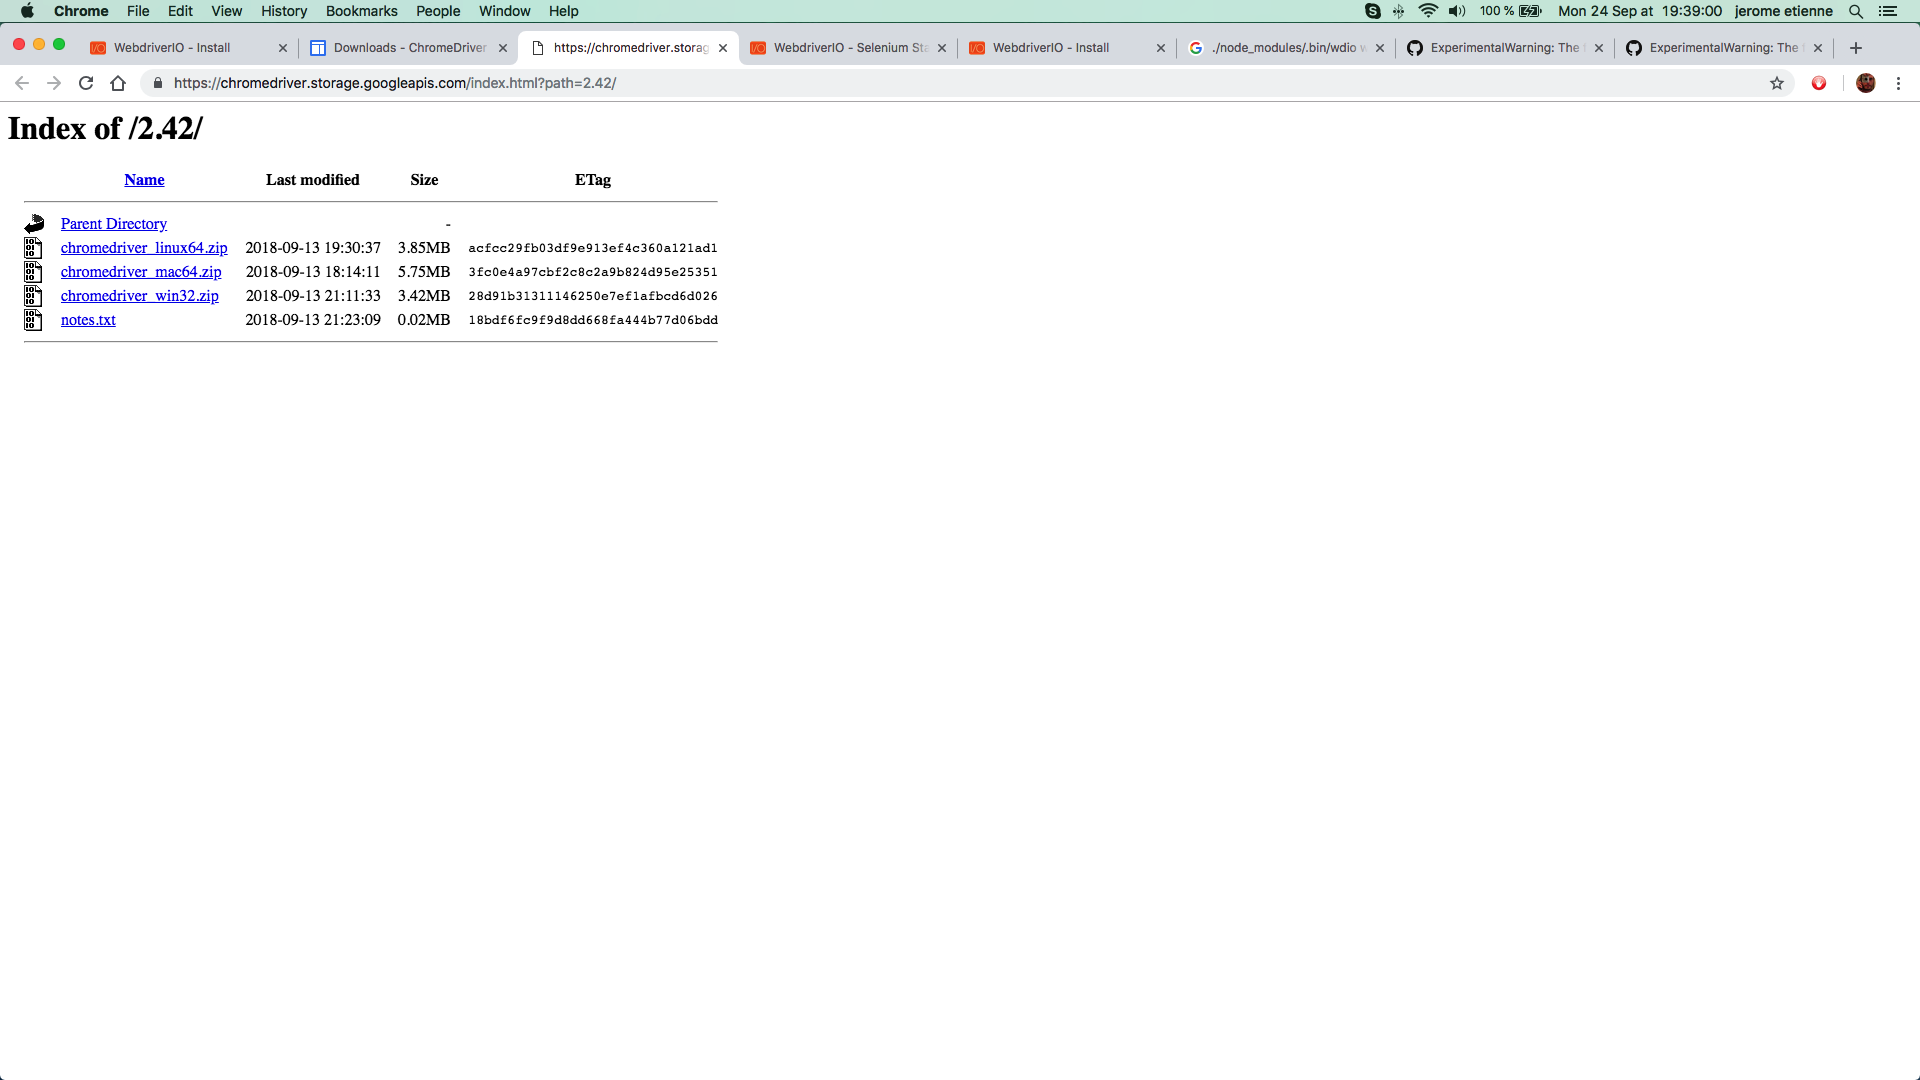 Chrome File Edit View History Bookmarks People Window Help 100 % Mon 24 Sep at 19:39:00 jerome etienne
WebdriverIO - Install Downloads - ChromeDriver https://chromedriver.storag WebdriverIO - Selenium Sta WebdriverIO - Install ./node_modules/.bin/wdio w ExperimentalWarning: The f ExperimentalWarning: The f
https://chromedriver.storage.googleapis.com/index.html?path=2.42/
Index of /2.42/
Name Last modified Size ETag
Parent Directory -
chromedriver_linux64.zip 2018-09-13 19:30:37 3.85MB acfcc29fb03df9e913ef4c360a121ad1
chromedriver_mac64.zip 2018-09-13 18:14:11 5.75MB 3fc0e4a97cbf2c8c2a9b824d95e25351
chromedriver_win32.zip 2018-09-13 21:11:33 3.42MB 28d91b31311146250e7ef1afbcd6d026
notes.txt 2018-09-13 21:23:09 0.02MB 18bdf6fc9f9d8dd668fa444b77d06bdd